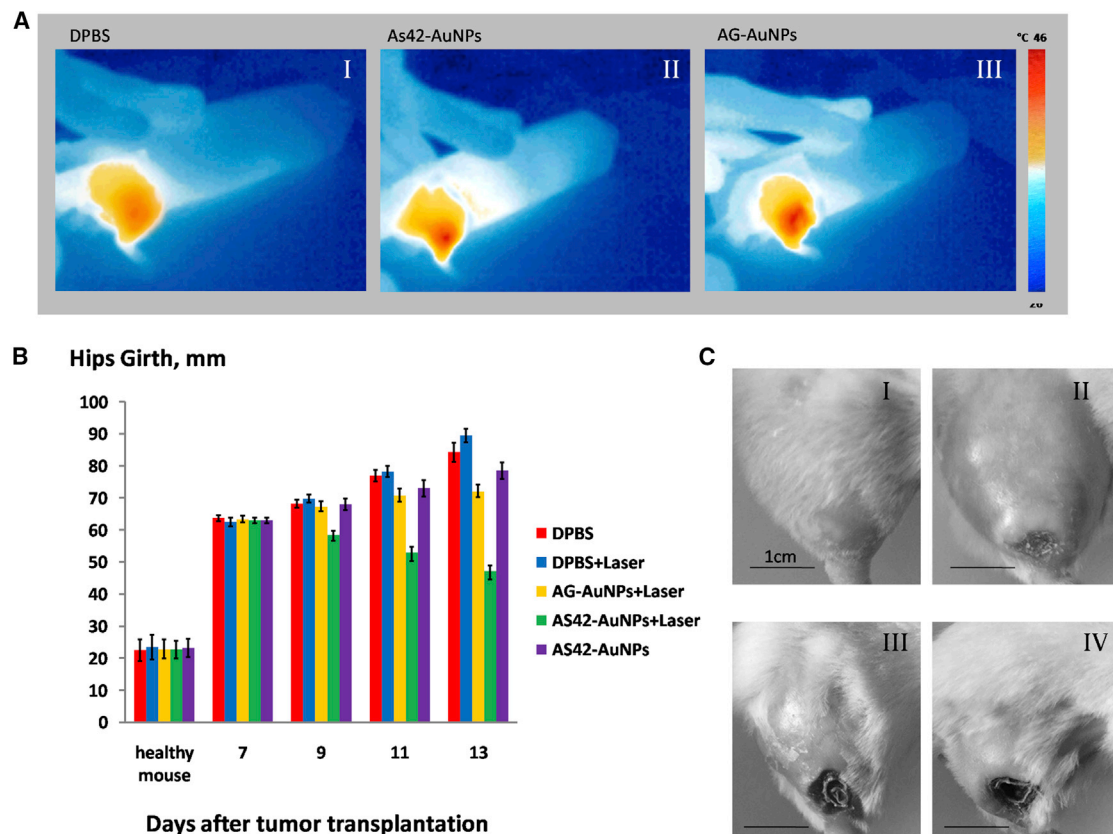 A
DPBS
As42-AuNPs
AG-AuNPs
°C 46
I
II
III
B
Hips Girth, mm
100
90
80
70
60
50
40
30
20
10
0
healthy mouse
7
9
11
13
Days after tumor transplantation
DPBS
DPBS+Laser
AG-AuNPs+Laser
AS42-AuNPs+Laser
AS42-AuNPs
C
I
II
1cm
III
IV